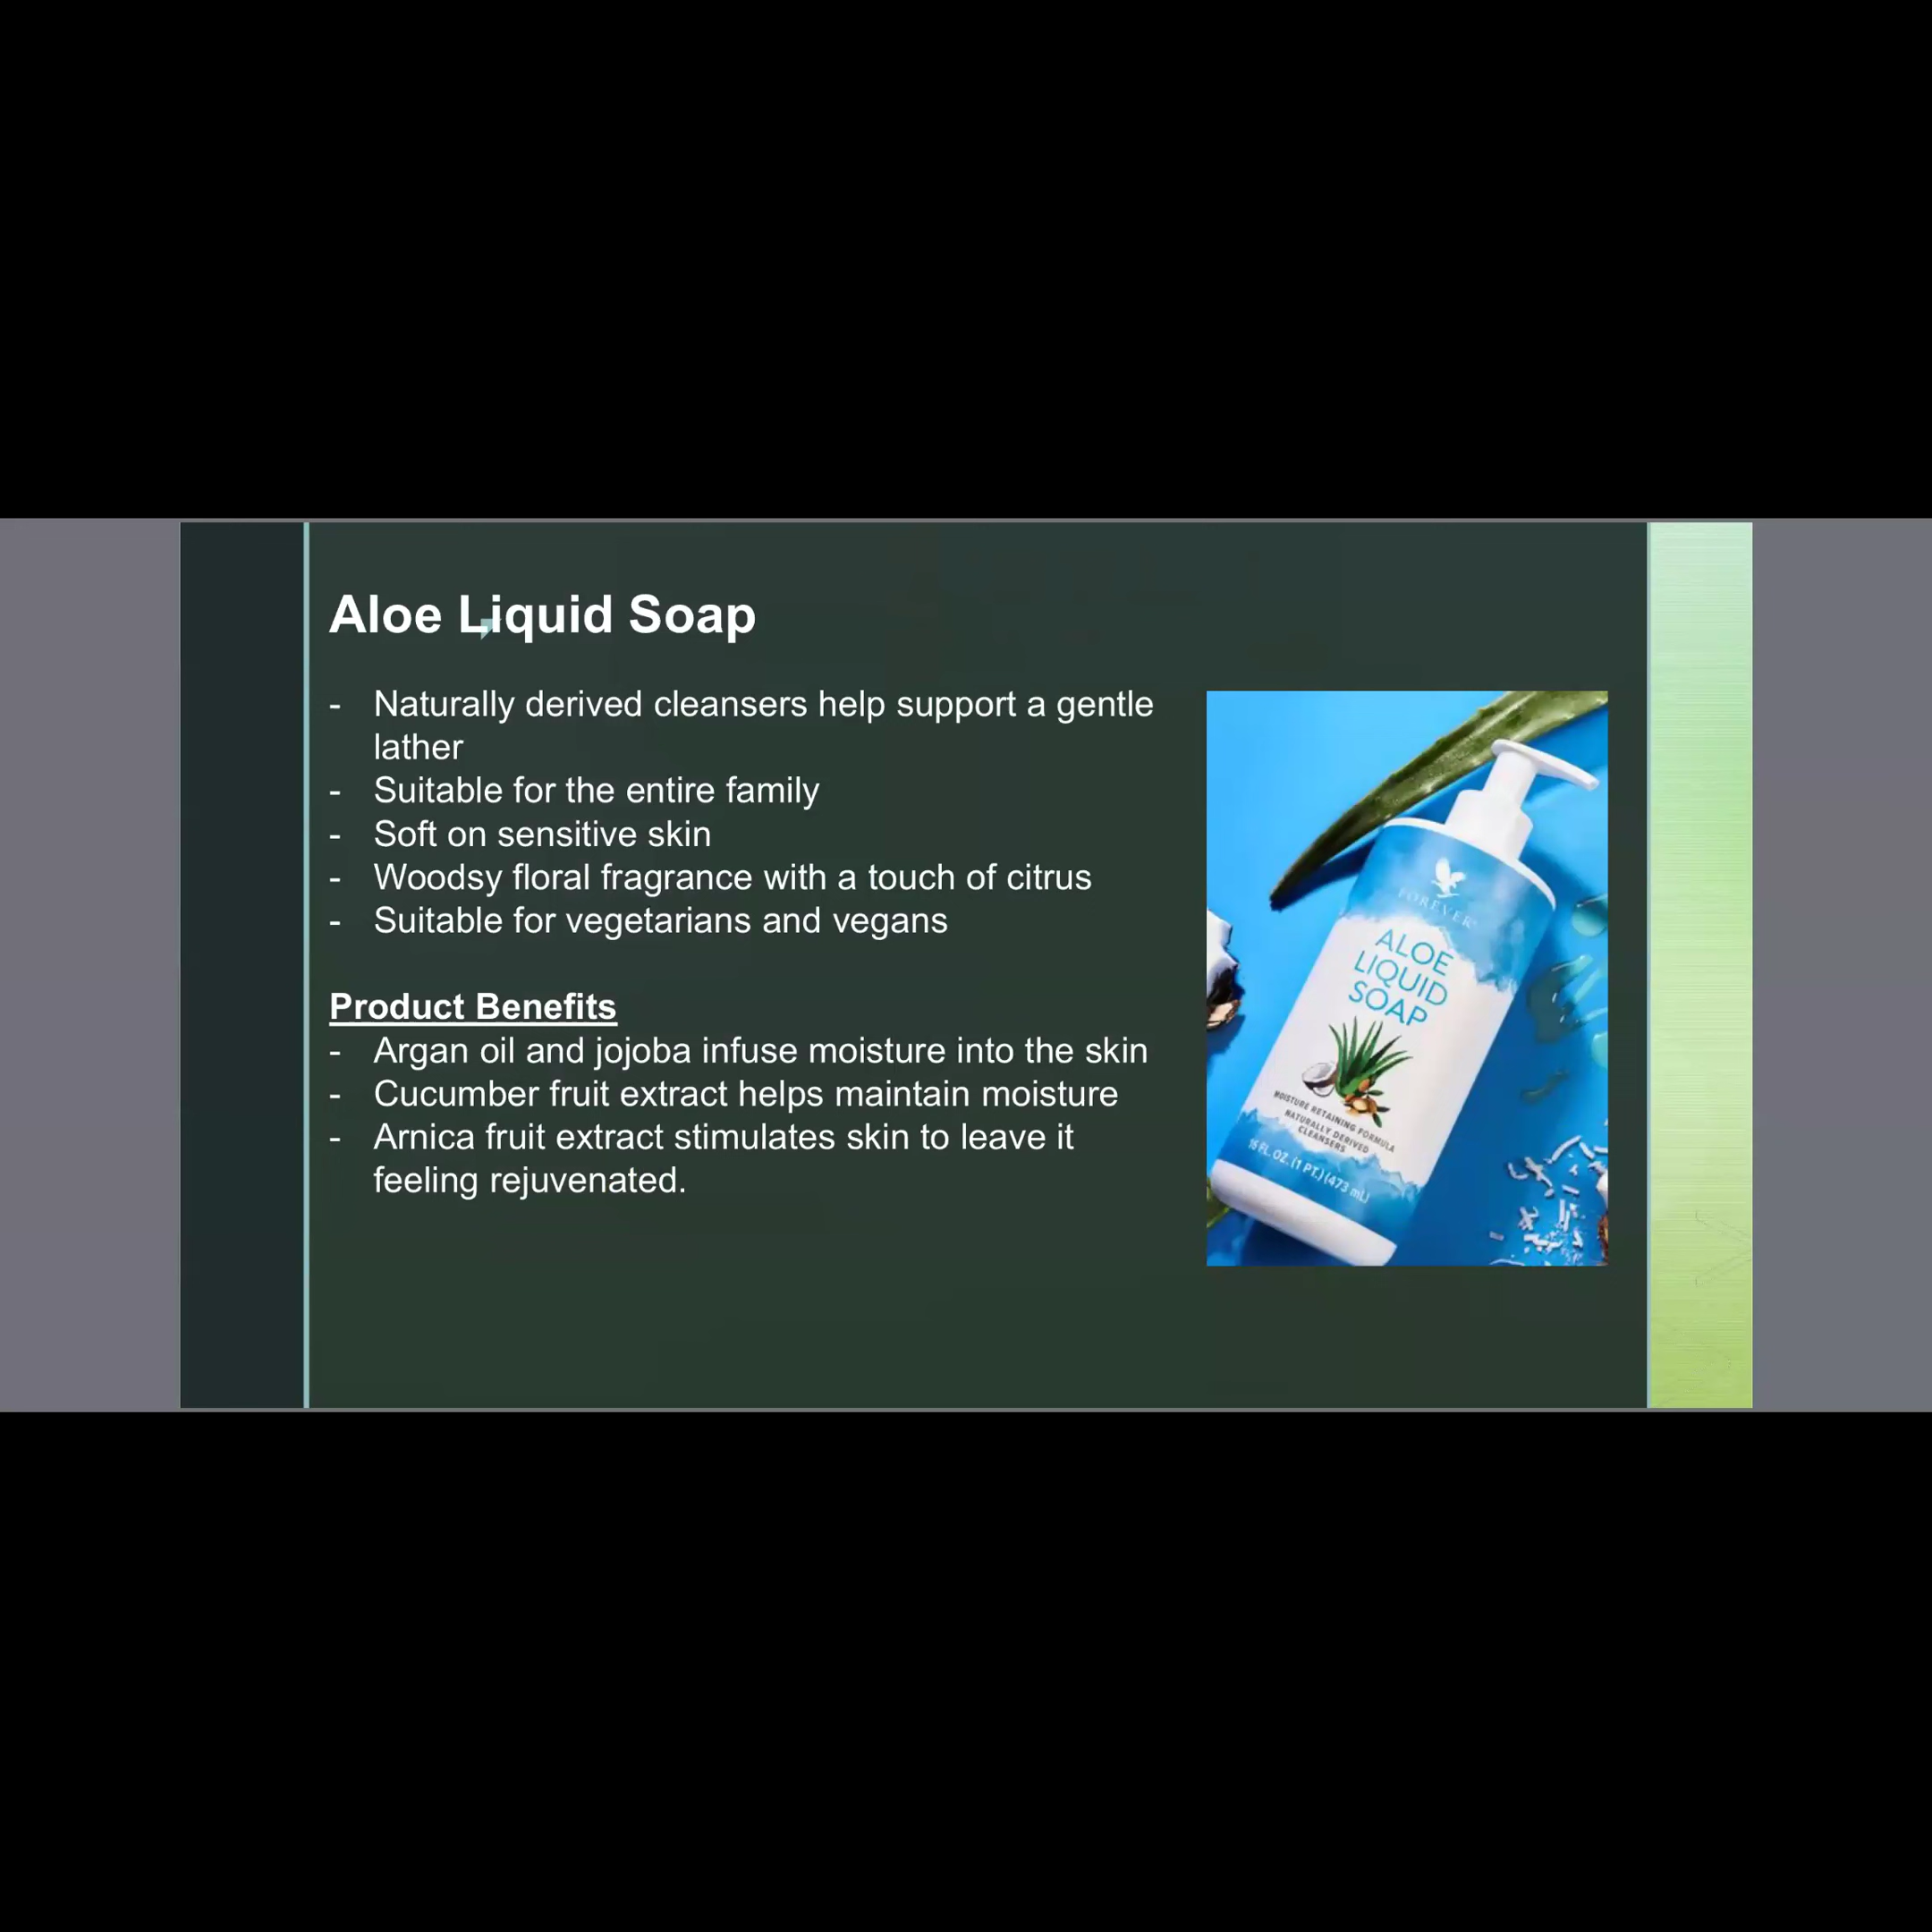 Aloe Liquid Soap
- Naturally derived cleansers help support a gentle
lather
- Suitable for the entire family
- Soft on sensitive skin
- Woodsy floral fragrance with a touch of citrus
- Suitable for vegetarians and vegans
Product Benefits
- Argan oil and jojoba infuse moisture into the skin
- Cucumber fruit extract helps maintain moisture
- Arnica fruit extract stimulates skin to leave it
feeling rejuvenated.
FOREVER
ALOE
LIQUID
SOAP
MOISTURE RETAINING FORMULA
NATURALLY DERIVED
CLEANSERS
16 FL. OZ. (1 PT.) (473 mL)